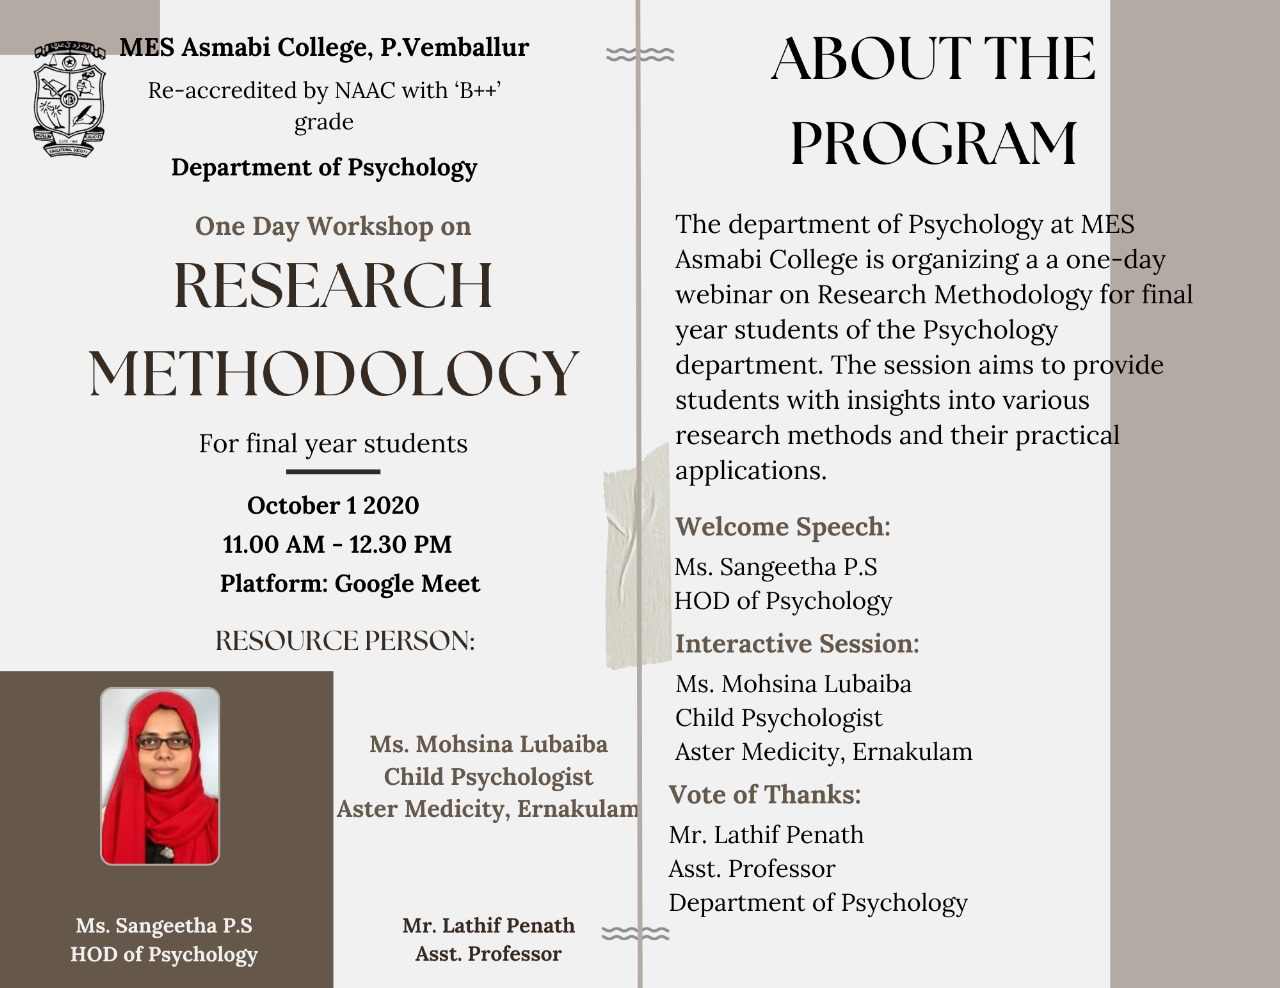 MES Asmabi College, P.Vemballur
Re-accredited by NAAC with ‘B++’
grade
Department of Psychology
One Day Workshop on
RESEARCH
METHODOLOGY
For final year students
October 1 2020
11.00 AM - 12.30 PM
Platform: Google Meet
RESOURCE PERSON:
Ms. Mohsina Lubaiba
Child Psychologist
Aster Medicity, Ernakulam
Ms. Sangeetha P.S
HOD of Psychology
Mr. Lathif Penath
Asst. Professor
ABOUT THE
PROGRAM
The department of Psychology at MES
Asmabi College is organizing a a one-day
webinar on Research Methodology for final
year students of the Psychology
department. The session aims to provide
students with insights into various
research methods and their practical
applications.
Welcome Speech:
Ms. Sangeetha P.S
HOD of Psychology
Interactive Session:
Ms. Mohsina Lubaiba
Child Psychologist
Aster Medicity, Ernakulam
Vote of Thanks:
Mr. Lathif Penath
Asst. Professor
Department of Psychology